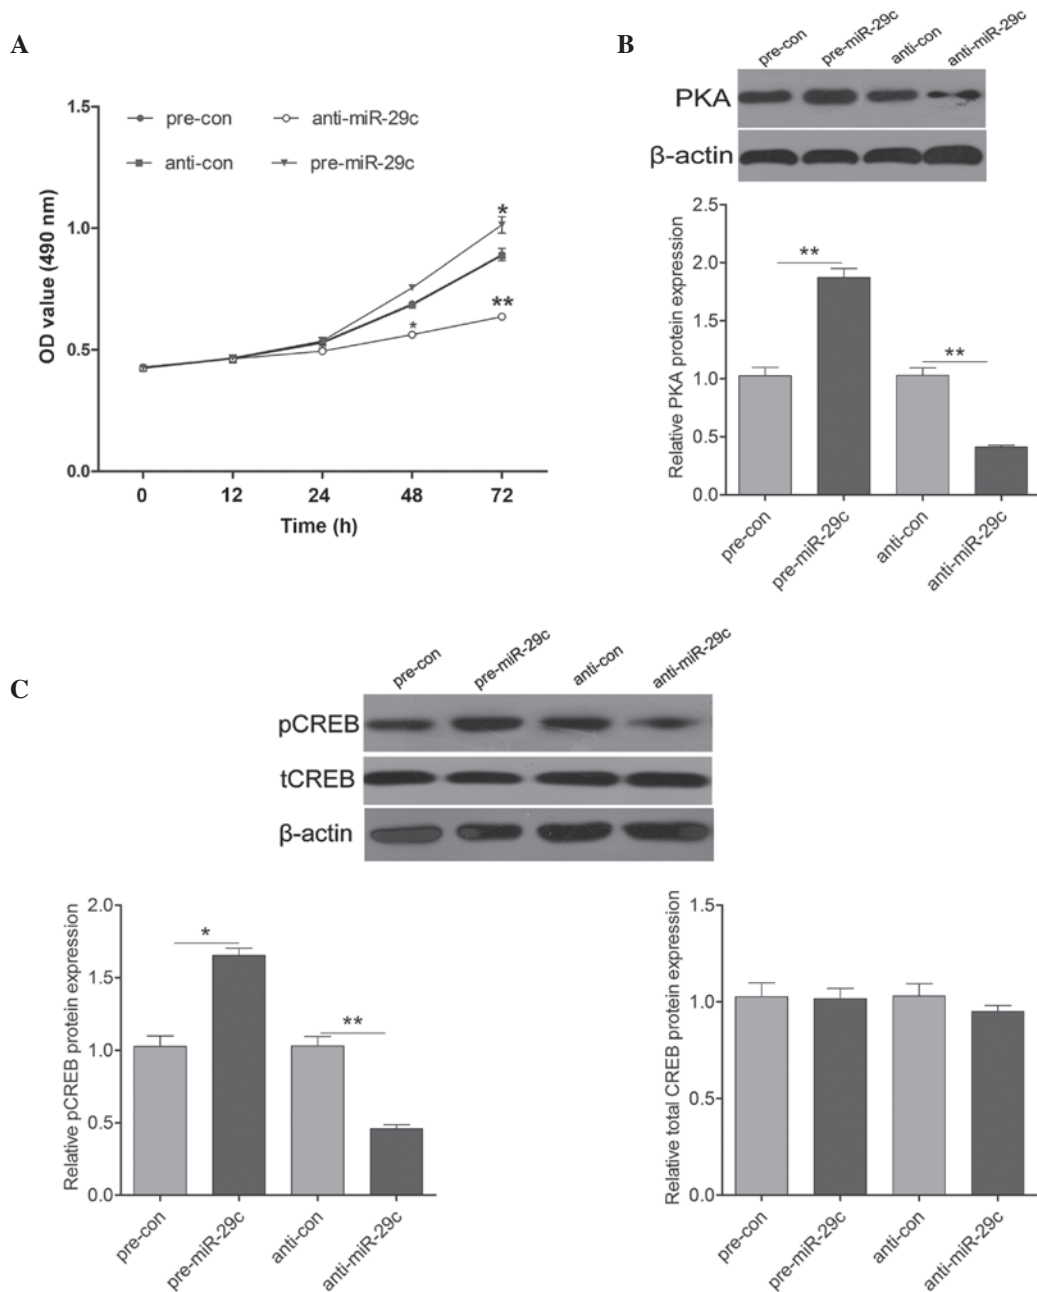 A
1.5
1.0
0.5
0.0
OD value (490 nm)
pre-con
anti-miR-29c
anti-con
pre-miR-29c
*
*
**
0 12 24 48 72
Time (h)
B
pre-con pre-miR-29c anti-con anti-miR-29c
PKA
β-actin
2.5
2.0
1.5
1.0
0.5
0.0
Relative PKA protein expression
**
**
pre-con pre-miR-29c anti-con anti-miR-29c
C
pre-con pre-miR-29c anti-con anti-miR-29c
pCREB
tCREB
β-actin
2.0
1.5
1.0
0.5
0.0
Relative pCREB protein expression
*
**
pre-con pre-miR-29c anti-con anti-miR-29c
1.5
1.0
0.5
0.0
Relative total CREB protein expression
pre-con pre-miR-29c anti-con anti-miR-29c